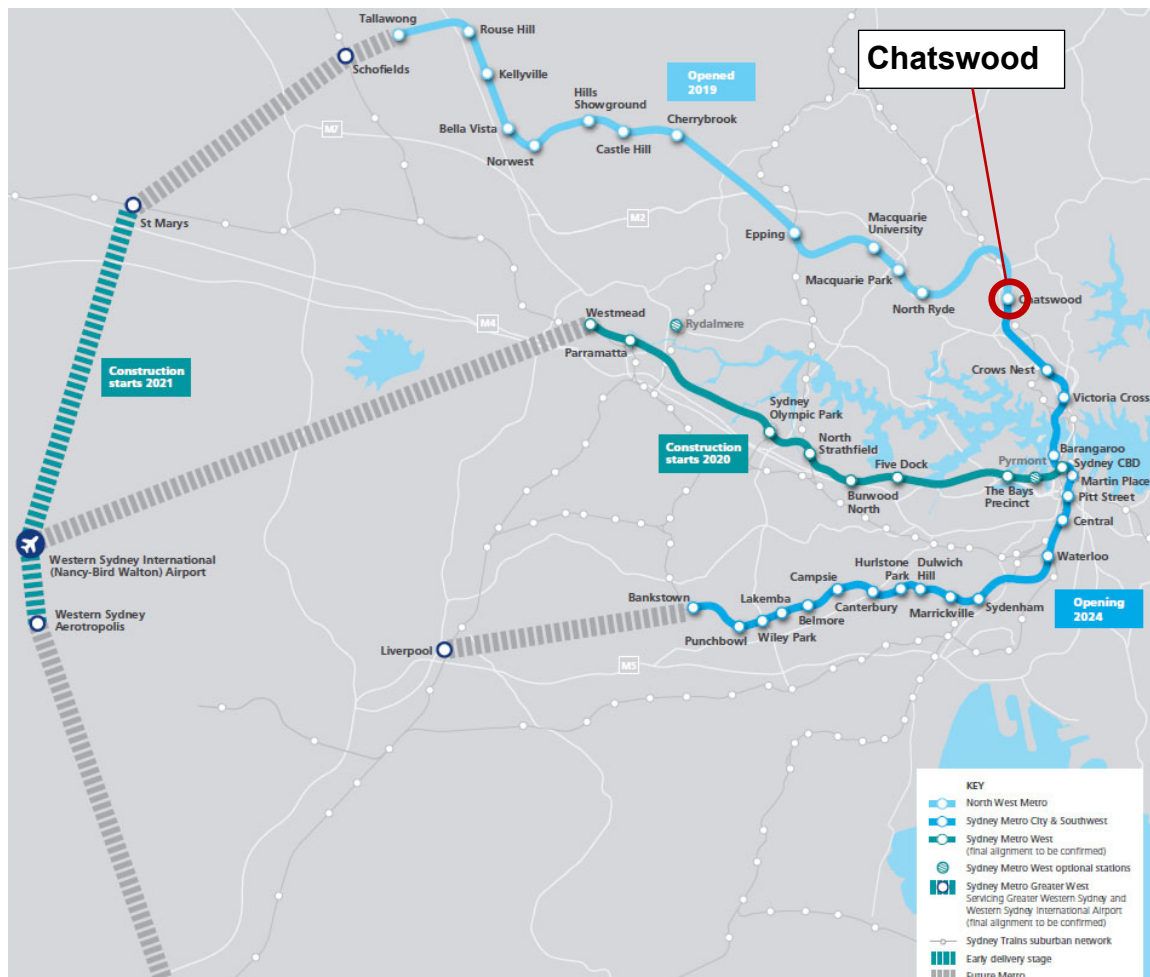 Tallawong
Rouse Hill
Schofields
Kellyville
Opened
2019
Chatswood
Hills
Showground
Cherrybrook
M7
Bella Vista
Norwest
Castle Hill
St Marys
M2
Macquarie
University
Epping
Macquarie Park
North Ryde
Chatswood
Westmead
M4
Rydalmere
Parramatta
Construction
starts 2021
Crows Nest
Victoria Cross
Sydney
Olympic Park
North
Strathfield
Construction
starts 2020
Five Dock
Pyrmont
Barangaroo
Sydney CBD
Martin Place
Burwood
North
The Bays
Precinct
Pitt Street
Central
Western Sydney International
(Nancy-Bird Walton) Airport
Waterloo
Hurlstone
Park
Dulwich
Hill
Campsie
Lakemba
Bankstown
Canterbury
Belmore
Marrickville
Sydenham
Opening
2024
Western Sydney
Aerotropolis
Punchbowl
Wiley Park
Liverpool
M5
KEY
North West Metro
Sydney Metro City & Southwest
Sydney Metro West
(final alignment to be confirmed)
Sydney Metro West optional stations
Sydney Metro Greater West
Servicing Greater Western Sydney and
Western Sydney International Airport
(final alignment to be confirmed)
Sydney Trains suburban network
Early delivery stage
Future Metro